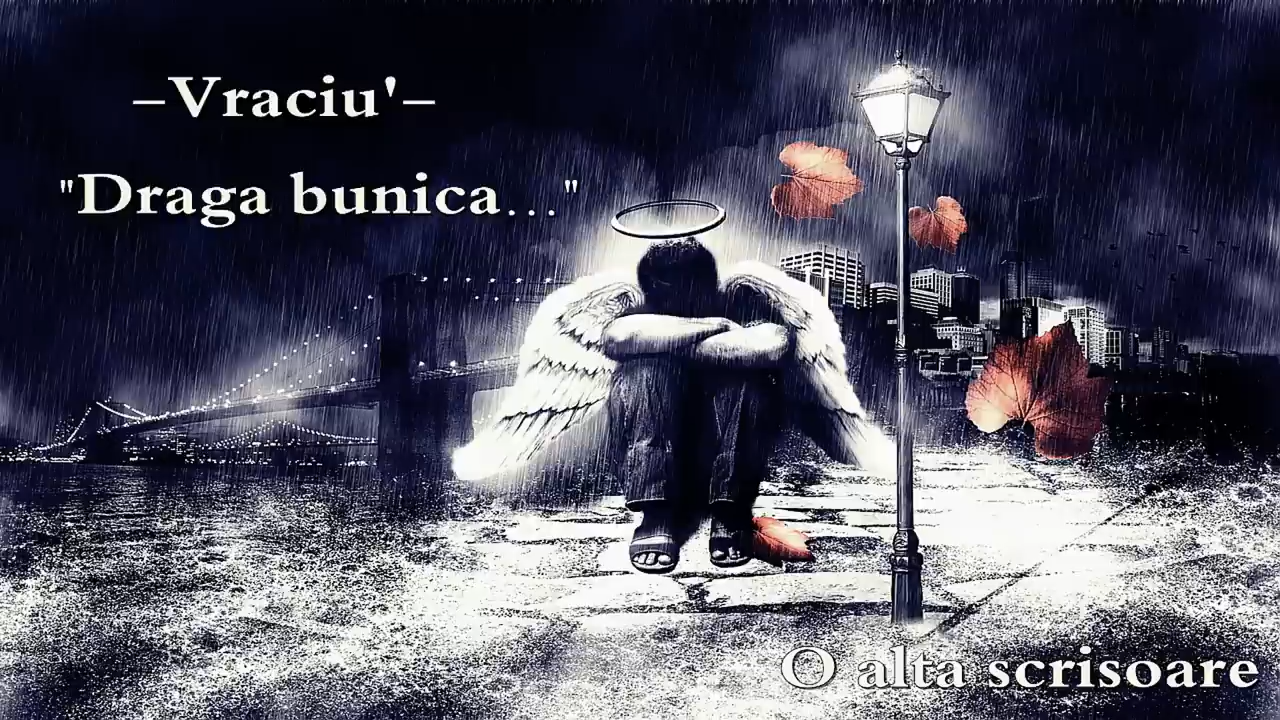 –Vraciu'–
"Draga bunica..."
O alta scrisoare